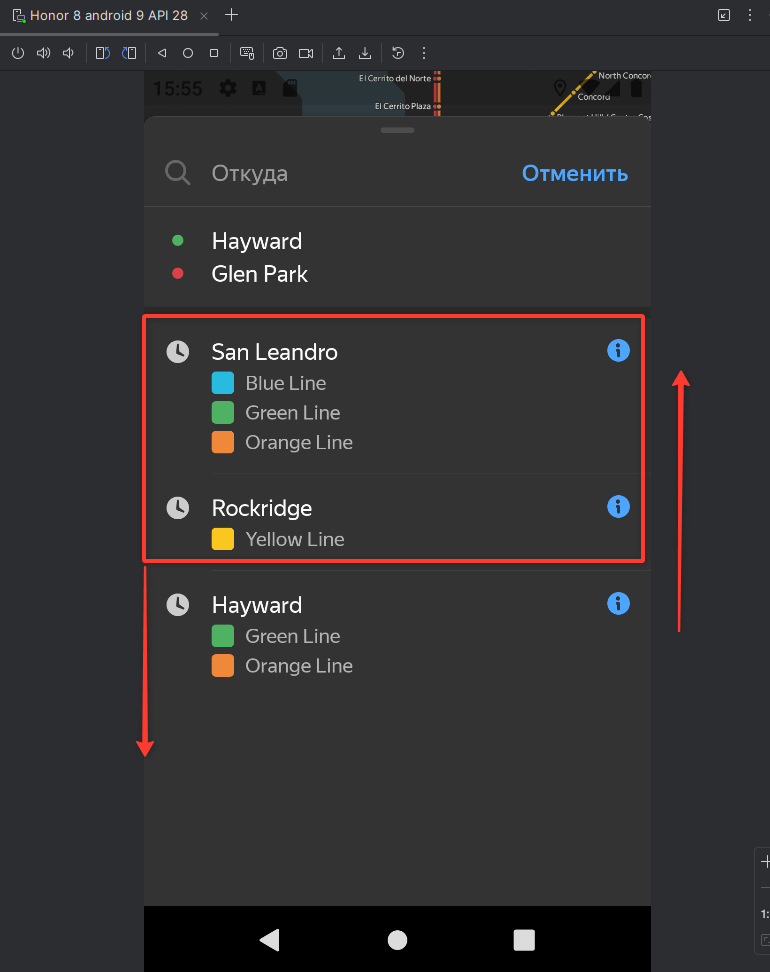 Honor 8 android 9 API 28
15:55
El Cerrito del Norte
North Concor
Concord
El Cerrito Plaza
Откуда
Отменить
Hayward
Glen Park
San Leandro
Blue Line
Green Line
Orange Line
Rockridge
Yellow Line
Hayward
Green Line
Orange Line
1: